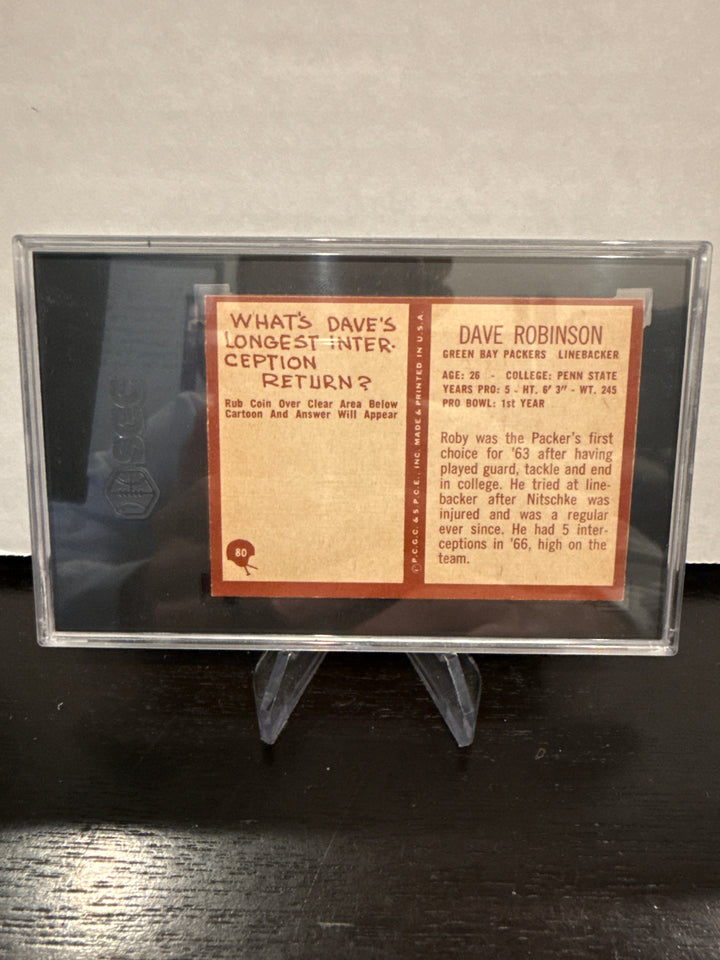 WHAT'S DAVE'S
LONGEST INTER-
CEPTION
RETURN?
Rub Coin Over Clear Area Below
Cartoon And Answer Will Appear
80
© P.C.G.C. & S.P.C.E., INC. MADE & PRINTED IN U.S.A.
DAVE ROBINSON
GREEN BAY PACKERS LINEBACKER
AGE: 26 - COLLEGE: PENN STATE
YEARS PRO: 5 - HT. 6' 3" - WT. 245
PRO BOWL: 1st YEAR
Roby was the Packer's first
choice for '63 after having
played guard, tackle and end
in college. He tried at line-
backer after Nitschke was
injured and was a regular
ever since. He had 5 inter-
ceptions in '66, high on the
team.
SGC